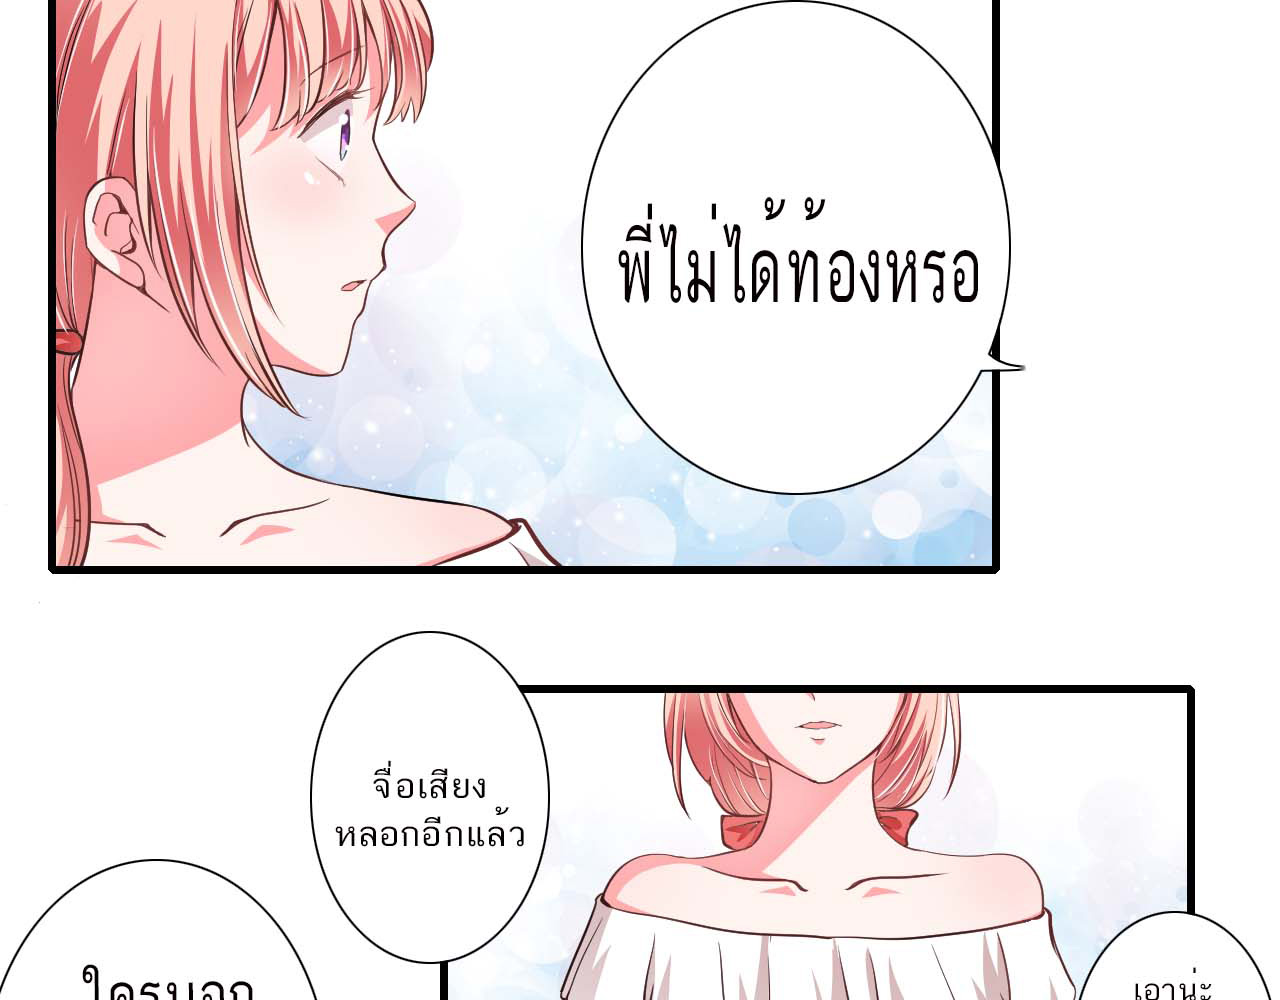 พี่ไม่ได้ท้องหรอ
จื่อเสียง
หลอกอีกแล้ว
ใครบอก
เอาน่ะ